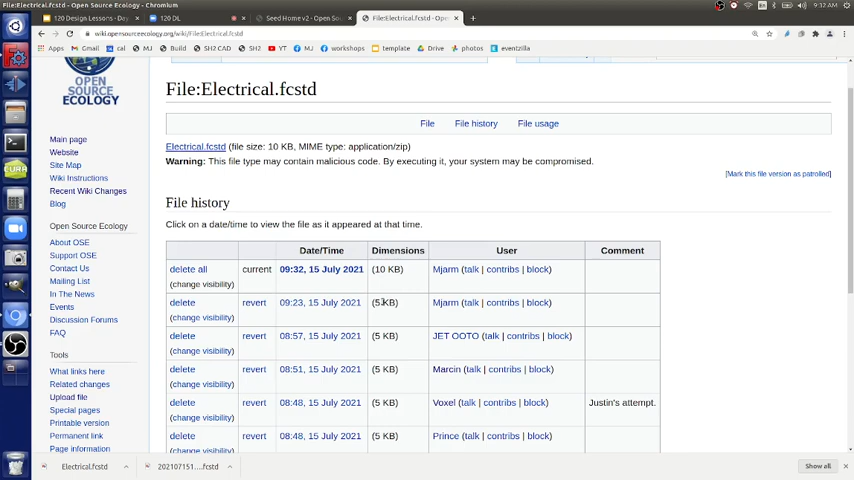 File:Electrical.fcstd - Open Source Ecology - Chromium
9:32 AM
120 Design Lessons - Day
120 DL
Seed Home v2 - Open So
File:Electrical.fcstd - Op
wiki.opensourceecology.org/wiki/File:Electrical.fcstd
Apps
Gmail
cal
MJ
Build
SH2 CAD
SH2
YT
MJ
workshops
template
Drive
photos
eventzilla
OPEN
SOURCE
ECOLOGY
Main page
Website
Site Map
Wiki Instructions
Recent Wiki Changes
Blog
Open Source Ecology
About OSE
Support OSE
Contact Us
Mailing List
In The News
Events
Discussion Forums
FAQ
Tools
What links here
Related changes
Upload file
Special pages
Printable version
Permanent link
Page information
File:Electrical.fcstd
File
File history
File usage
Electrical.fcstd (file size: 10 KB, MIME type: application/zip)
Warning: This file type may contain malicious code. By executing it, your system may be compromised.
[Mark this file version as patrolled]
File history
Click on a date/time to view the file as it appeared at that time.
Date/Time Dimensions User Comment
delete all current 09:32, 15 July 2021 (10 KB) Mjarm (talk | contribs | block)
(change visibility)
delete revert 09:23, 15 July 2021 (5 KB) Mjarm (talk | contribs | block)
(change visibility)
delete revert 08:57, 15 July 2021 (5 KB) JET OOTO (talk | contribs | block)
(change visibility)
delete revert 08:51, 15 July 2021 (5 KB) Marcin (talk | contribs | block)
(change visibility)
delete revert 08:48, 15 July 2021 (5 KB) Voxel (talk | contribs | block) Justin's attempt.
(change visibility)
delete revert 08:48, 15 July 2021 (5 KB) Prince (talk | contribs | block)
Electrical.fcstd
202107151....fcstd
Show all